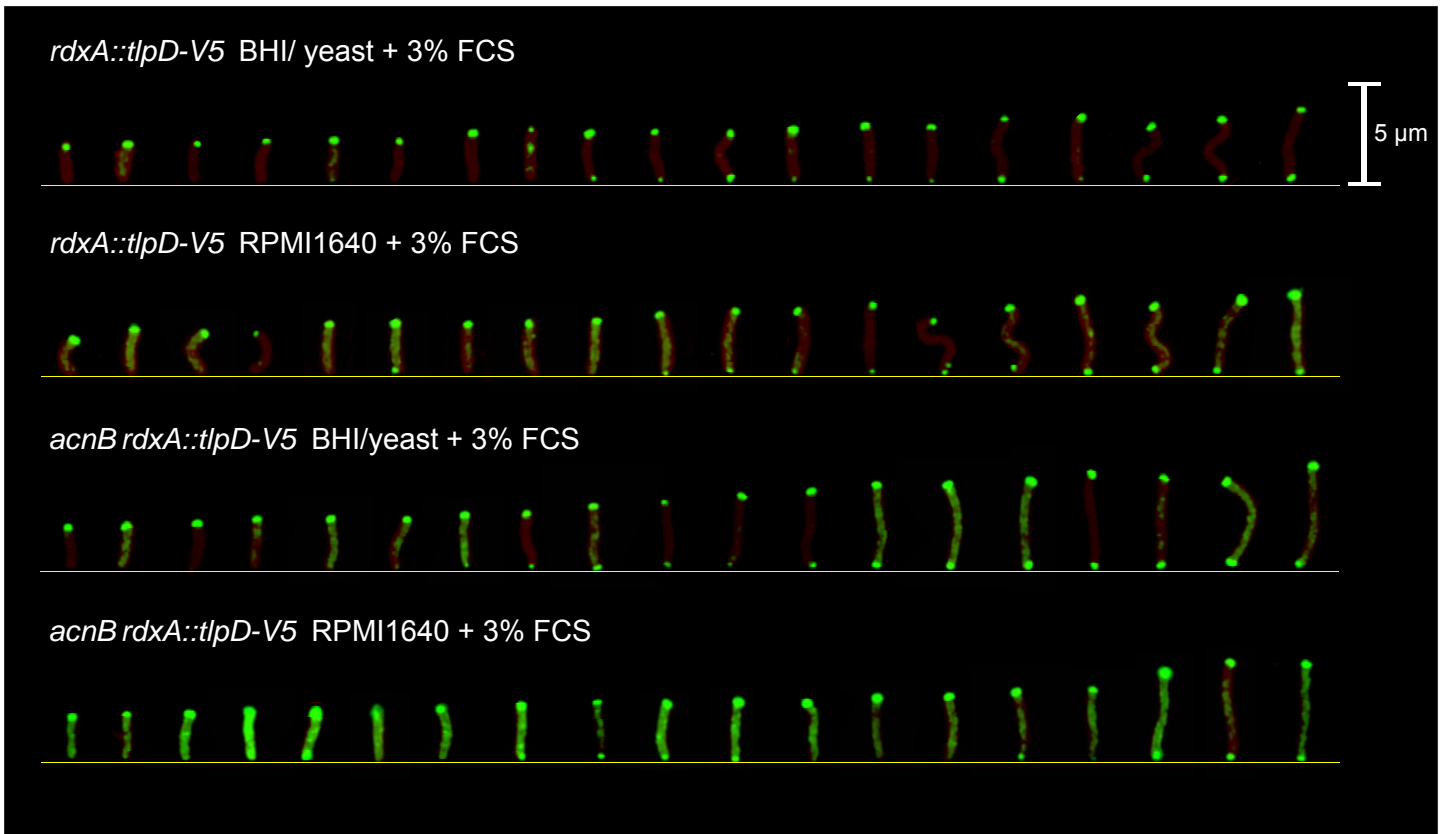 rdxA::tlpD-V5 BHI/ yeast + 3% FCS
5 µm
rdxA::tlpD-V5 RPMI1640 + 3% FCS
acnB rdxA::tlpD-V5 BHI/yeast + 3% FCS
acnB rdxA::tlpD-V5 RPMI1640 + 3% FCS